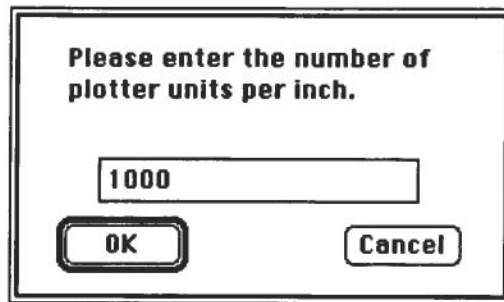 Please enter the number of
plotter units per inch.
1000
OK
Cancel